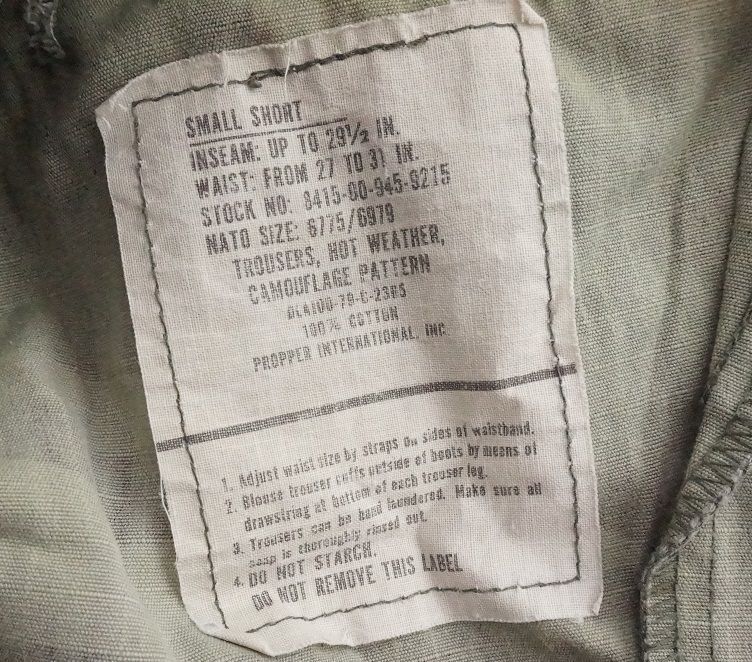 SMALL SHORT
INSEAM: UP TO 29½ IN.
WAIST: FROM 27 TO 31 IN.
STOCK NO: 8415-00-945-9215
NATO SIZE: 6775/6979
TROUSERS, HOT WEATHER,
CAMOUFLAGE PATTERN
DLA100-79-C-2385
100% COTTON
PROPPER INTERNATIONAL, INC
1. Adjust waist size by straps on sides of waistband.
2. Blouse trouser cuffs outside of boots by means of
drawstring at bottom of each trouser leg.
3. Trousers can be hand laundered. Make sure all
soap is thoroughly rinsed out.
4. DO NOT STARCH.
DO NOT REMOVE THIS LABEL